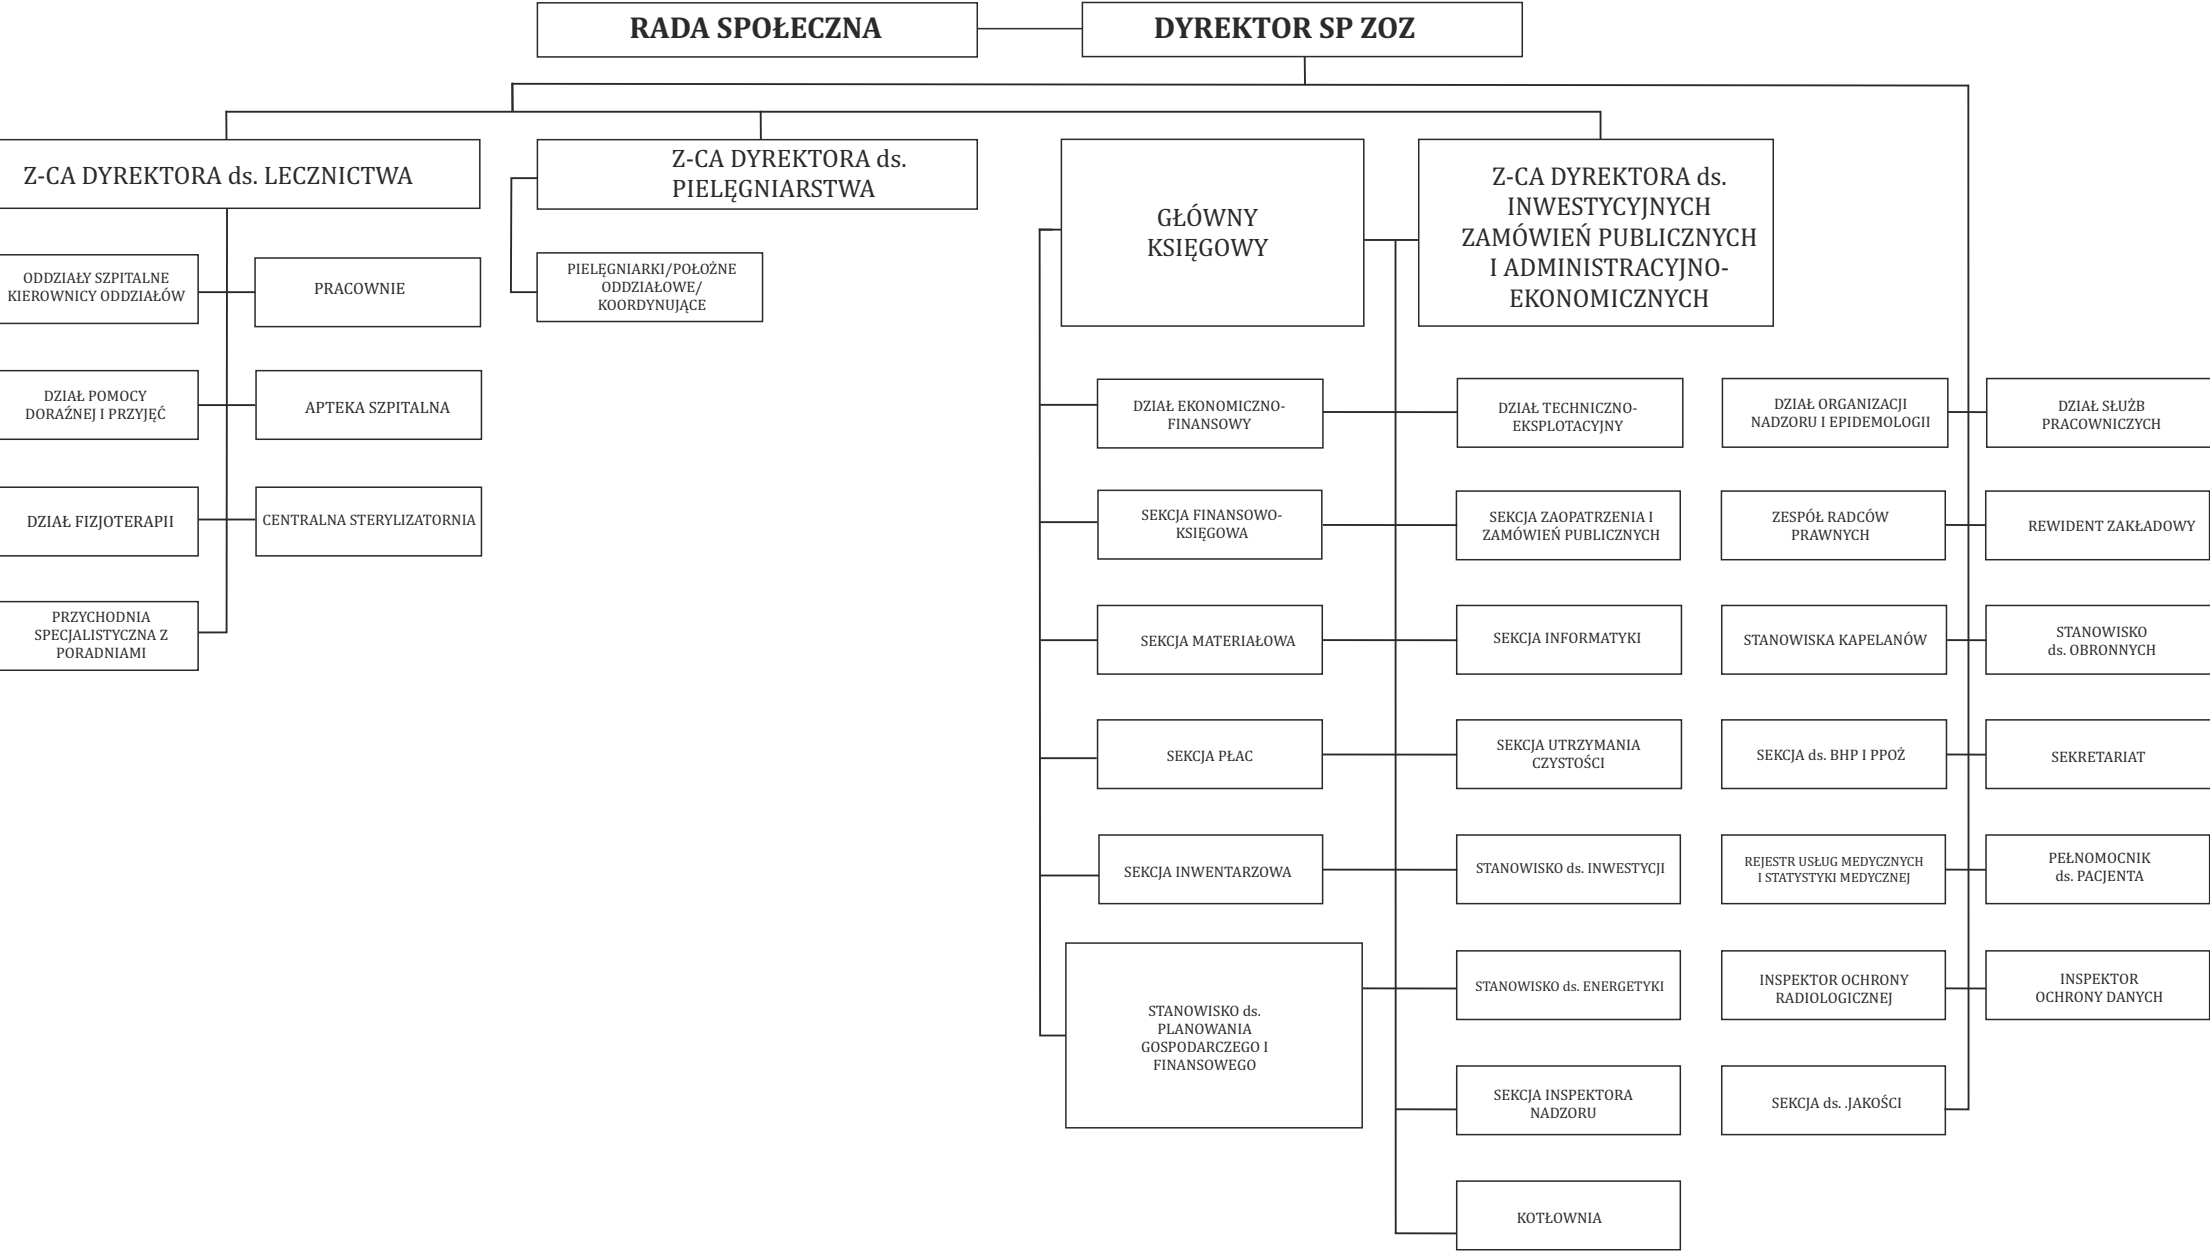 RADA SPOŁECZNA
DYREKTOR SP ZOZ
Z-CA DYREKTORA ds. LECZNICTWA
Z-CA DYREKTORA ds.
PIELĘGNIARSTWA
GŁÓWNY
KSIĘGOWY
Z-CA DYREKTORA ds.
INWESTYCYJNYCH
ZAMÓWIEŃ PUBLICZNYCH
I ADMINISTRACYJNO-
EKONOMICZNYCH
ODDZIAŁY SZPITALNE
KIEROWNICY ODDZIAŁÓW
PRACOWNIE
PIELĘGNIARKI/POŁOŻNE
ODDZIAŁOWE/
KOORDYNUJĄCE
DZIAŁ POMOCY
DORAŹNEJ I PRZYJĘĆ
APTEKA SZPITALNA
DZIAŁ EKONOMICZNO-
FINANSOWY
DZIAŁ TECHNICZNO-
EKSPLOTACYJNY
DZIAŁ ORGANIZACJI
NADZORU I EPIDEMOLOGII
DZIAŁ SŁUŻB
PRACOWNICZYCH
DZIAŁ FIZJOTERAPII
CENTRALNA STERYLIZATORNIA
SEKCJA FINANSOWO-
KSIĘGOWA
SEKCJA ZAOPATRZENIA I
ZAMÓWIEŃ PUBLICZNYCH
ZESPÓŁ RADCÓW
PRAWNYCH
REWIDENT ZAKŁADOWY
PRZYCHODNIA
SPECJALISTYCZNA Z
PORADNIAMI
SEKCJA MATERIAŁOWA
SEKCJA INFORMATYKI
STANOWISKA KAPELANÓW
STANOWISKO
ds. OBRONNYCH
SEKCJA PŁAC
SEKCJA UTRZYMANIA
CZYSTOŚCI
SEKCJA ds. BHP I PPOŻ
SEKRETARIAT
SEKCJA INWENTARZOWA
STANOWISKO ds. INWESTYCJI
REJESTR USŁUG MEDYCZNYCH
I STATYSTYKI MEDYCZNEJ
PEŁNOMOCNIK
ds. PACJENTA
STANOWISKO ds.
PLANOWANIA
GOSPODARCZEGO I
FINANSOWEGO
STANOWISKO ds. ENERGETYKI
INSPEKTOR OCHRONY
RADIOLOGICZNEJ
INSPEKTOR
OCHRONY DANYCH
SEKCJA INSPEKTORA
NADZORU
SEKCJA ds. .JAKOŚCI
KOTŁOWNIA